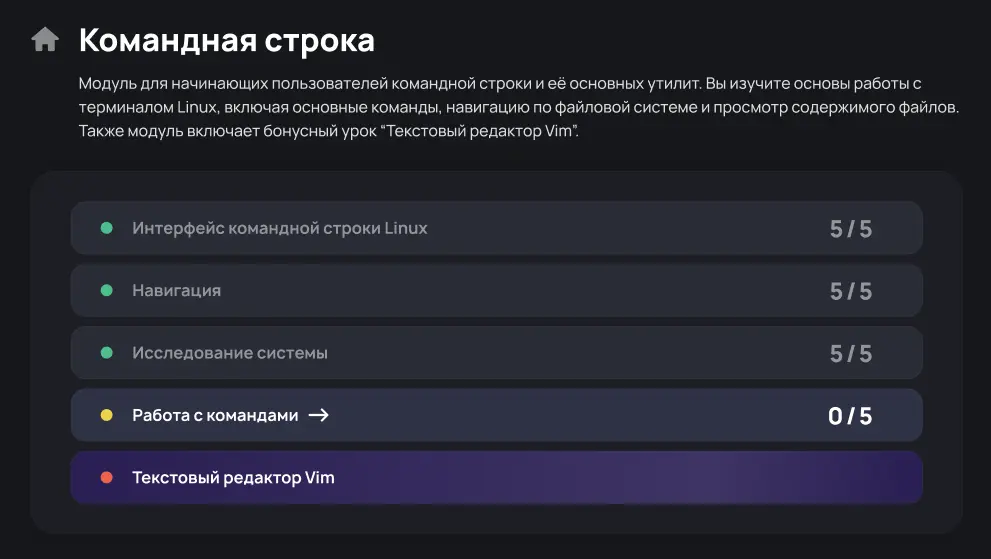 Командная строка
Модуль для начинающих пользователей командной строки и её основных утилит. Вы изучите основы работы с
терминалом Linux, включая основные команды, навигацию по файловой системе и просмотр содержимого файлов.
Также модуль включает бонусный урок “Текстовый редактор Vim”.
Интерфейс командной строки Linux 5 / 5
Навигация 5 / 5
Исследование системы 5 / 5
Работа с командами → 0 / 5
Текстовый редактор Vim